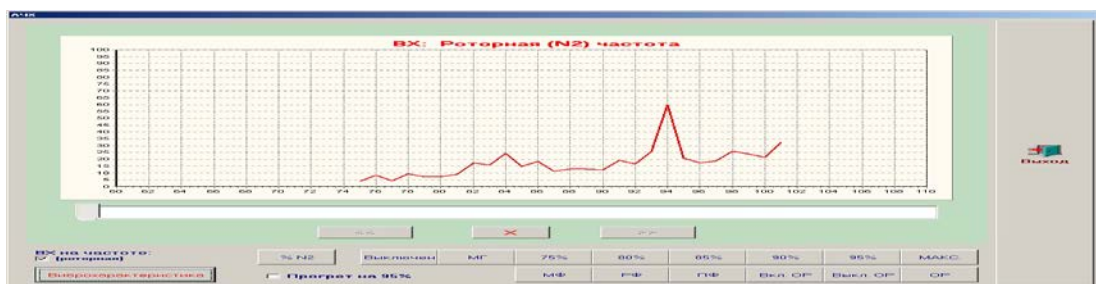 АЧХ
ВХ: Роторная (N2) частота
100
95
90
85
80
75
70
65
60
55
50
45
40
35
30
25
20
15
10
5
0
60 62 64 66 68 70 72 74 76 78 80 82 84 86 88 90 92 94 96 98 100 102 104 106 108 110
Выход
<< × >>
ВХ на частоте:
(роторная)
% N2 Выключен МГ 75% 80% 85% 90% 95% МАКС.
Виброхарактеристика
Прогрет на 95%
МФ РФ ПФ Вкл. ОР Выкл. ОР ОР